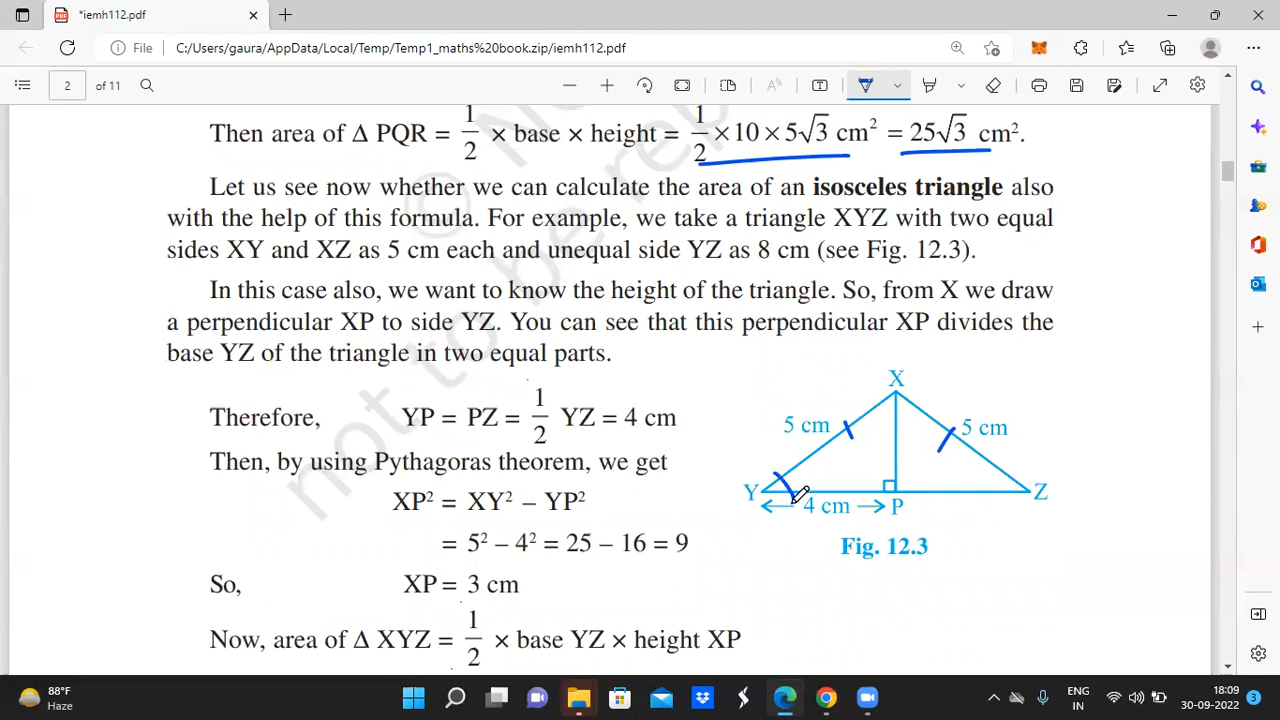 *iemh112.pdf
File
C:/Users/gaura/AppData/Local/Temp/Temp1_maths%20book.zip/iemh112.pdf
2 of 11
Then area of Δ PQR = 1/2 × base × height = 1/2 × 10 × 5√3 cm² = 25√3 cm².
Let us see now whether we can calculate the area of an isosceles triangle also
with the help of this formula. For example, we take a triangle XYZ with two equal
sides XY and XZ as 5 cm each and unequal side YZ as 8 cm (see Fig. 12.3).
In this case also, we want to know the height of the triangle. So, from X we draw
a perpendicular XP to side YZ. You can see that this perpendicular XP divides the
base YZ of the triangle in two equal parts.
Therefore, YP = PZ = 1/2 YZ = 4 cm
Then, by using Pythagoras theorem, we get
XP² = XY² – YP²
= 5² – 4² = 25 – 16 = 9
So, XP = 3 cm
Now, area of Δ XYZ = 1/2 × base YZ × height XP
X
5 cm
5 cm
Y
Z
4 cm
P
Fig. 12.3
©
not to be
88°F
Haze
ENG
IN
18:09
30-09-2022
3